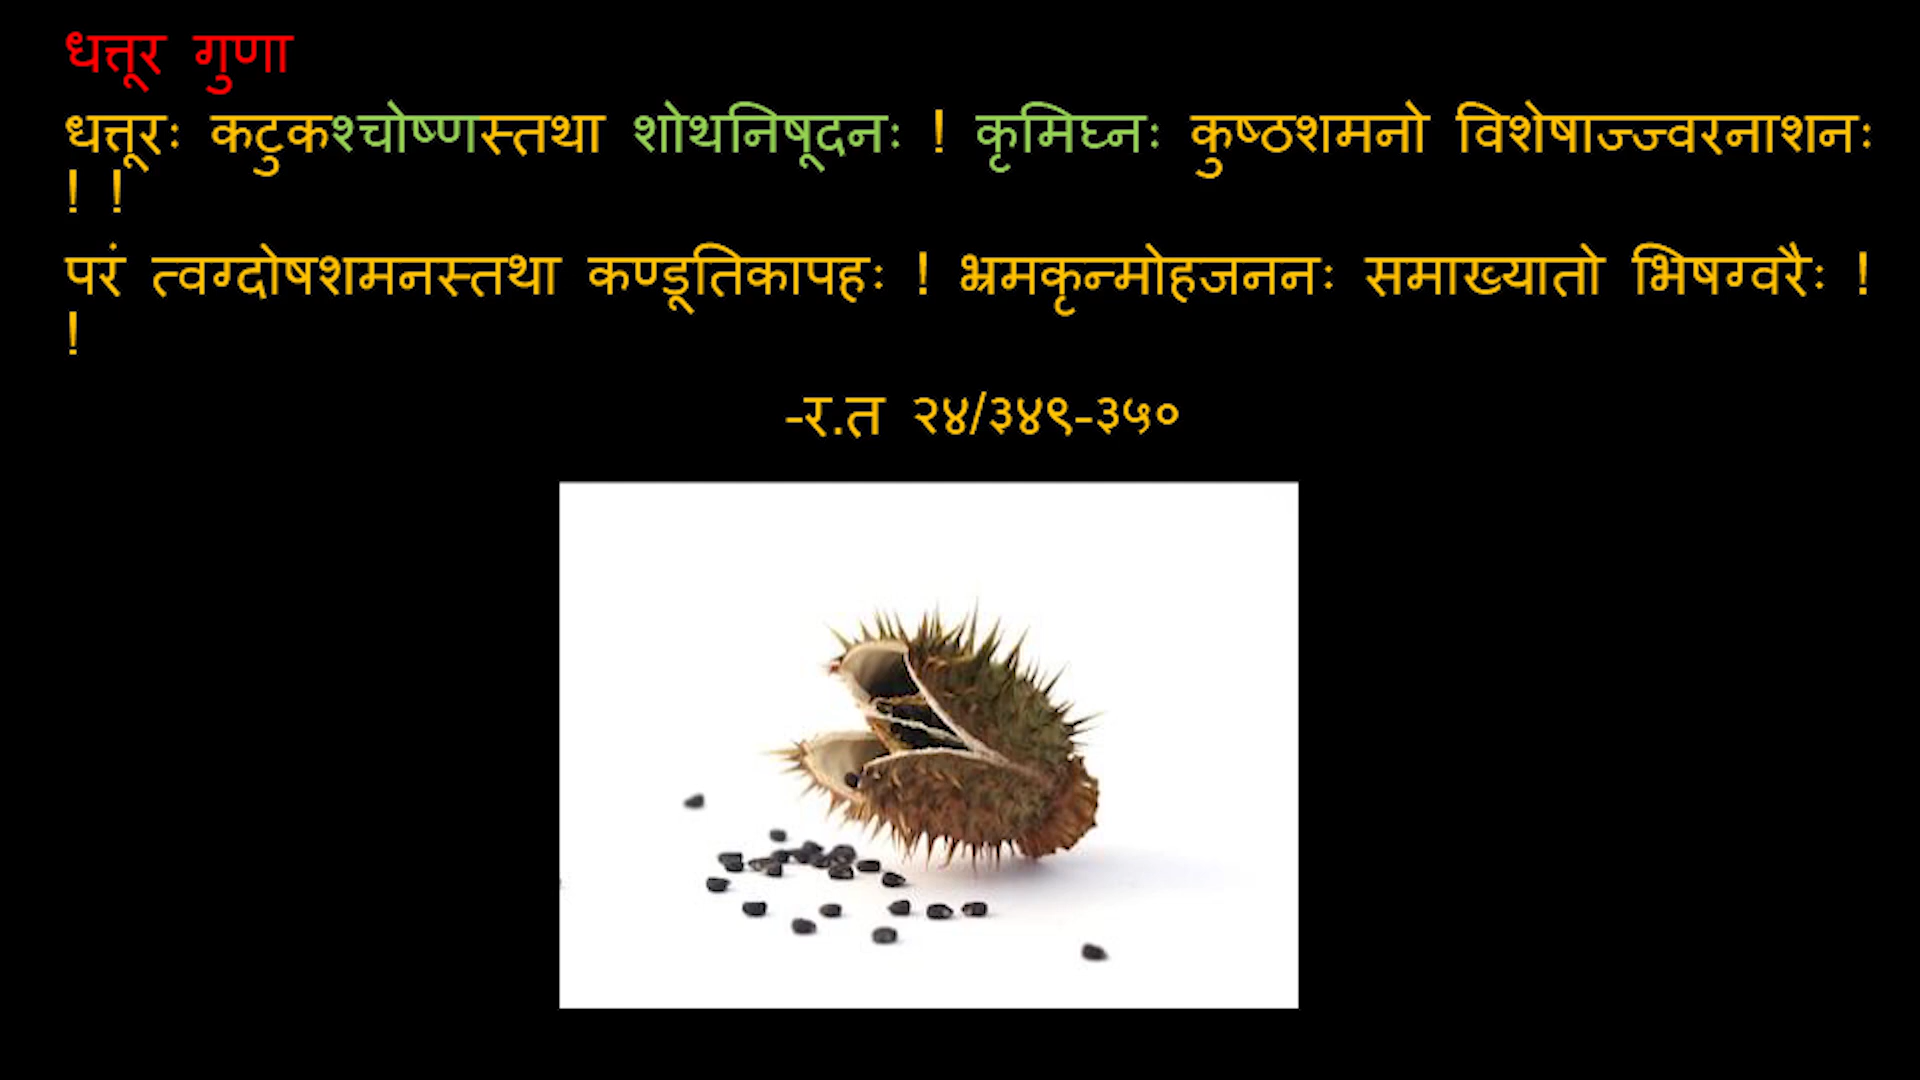 धत्तूर गुणा
धत्तूरः कटुकश्चोष्णस्तथा शोथनिषूदनः ! कृमिघ्नः कुष्ठशमनो विशेषाज्ज्वरनाशनः
! !
परं त्वग्दोषशमनस्तथा कण्डूतिकापहः ! भ्रमकृन्मोहजननः समाख्यातो भिषग्वरैः !
!
-र.त २४/३४९-३५०